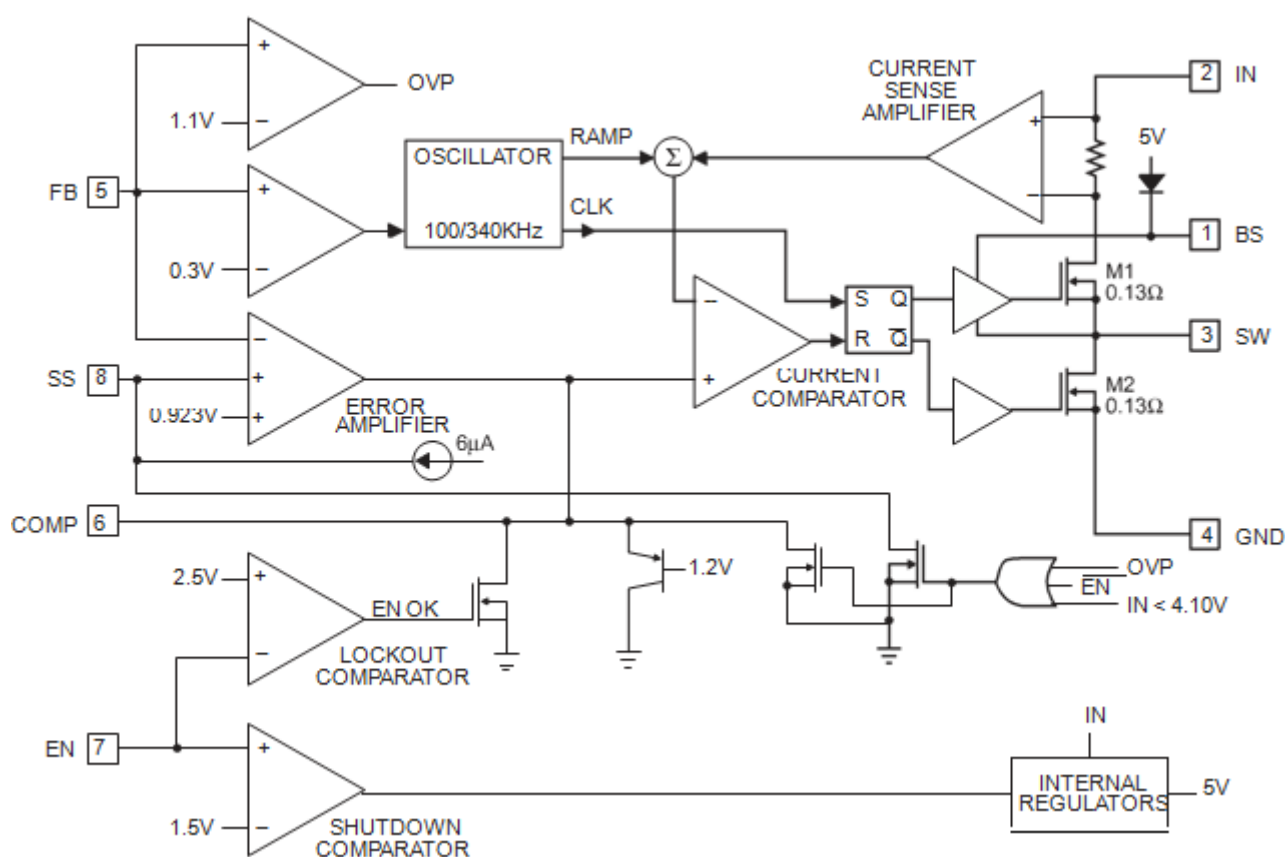 OVP
1.1V
FB 5
0.3V
OSCILLATOR
100/340KHz
RAMP
CLK
Σ
CURRENT
SENSE
AMPLIFIER
2 IN
5V
1 BS
M1
0.13Ω
3 SW
M2
0.13Ω
4 GND
S Q
R Q̅
CURRENT
COMPARATOR
SS 8
0.923V
ERROR
AMPLIFIER
6μA
COMP 6
2.5V
EN OK
LOCKOUT
COMPARATOR
1.2V
OVP
E̅N̅
IN < 4.10V
EN 7
1.5V
SHUTDOWN
COMPARATOR
IN
INTERNAL
REGULATORS
5V